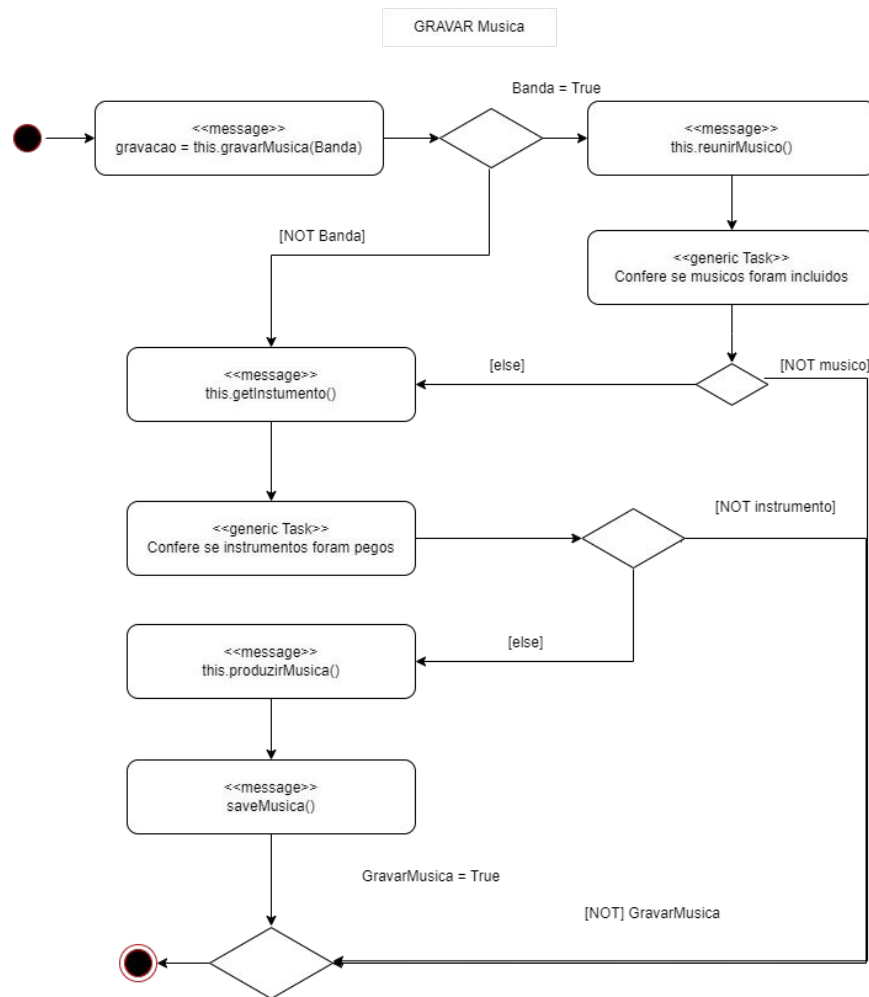 GRAVAR Musica
Banda = True
<<message>>
gravacao = this.gravarMusica(Banda)
<<message>>
this.reunirMusico()
[NOT Banda]
<<generic Task>>
Confere se musicos foram incluidos
<<message>>
this.getInstumento()
[else]
[NOT musico]
<<generic Task>>
Confere se instrumentos foram pegos
[NOT instrumento]
<<message>>
this.produzirMusica()
[else]
<<message>>
saveMusica()
GravarMusica = True
[NOT] GravarMusica